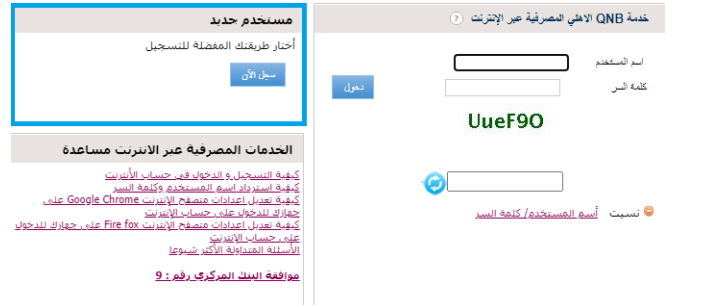 خدمة QNB الاهلي المصرفية عبر الإنترنت ?
اسم المستخدم
كلمة السر
دخول
UueF9O
نسيت أسم المستخدم/ كلمة السر
مستخدم جديد
أختار طريقتك المفضلة للتسجيل
سجل الأن
الخدمات المصرفية عبر الانترنت مساعدة
كيفية التسجيل و الدخول في حساب الأنترنت
كيفية استرداد اسم المستخدم وكلمة السر
كيفية تعديل اعدادات متصفح الإنترنت Google Chrome على
جهازك للدخول على حساب الإنترنت
كيفية تعديل اعدادات متصفح الإنترنت Fire fox على جهازك للدخول
على حساب الإنترنت
الأسئلة المتداولة الأكثر شيوعا
موافقة البنك المركزي رقم : 9